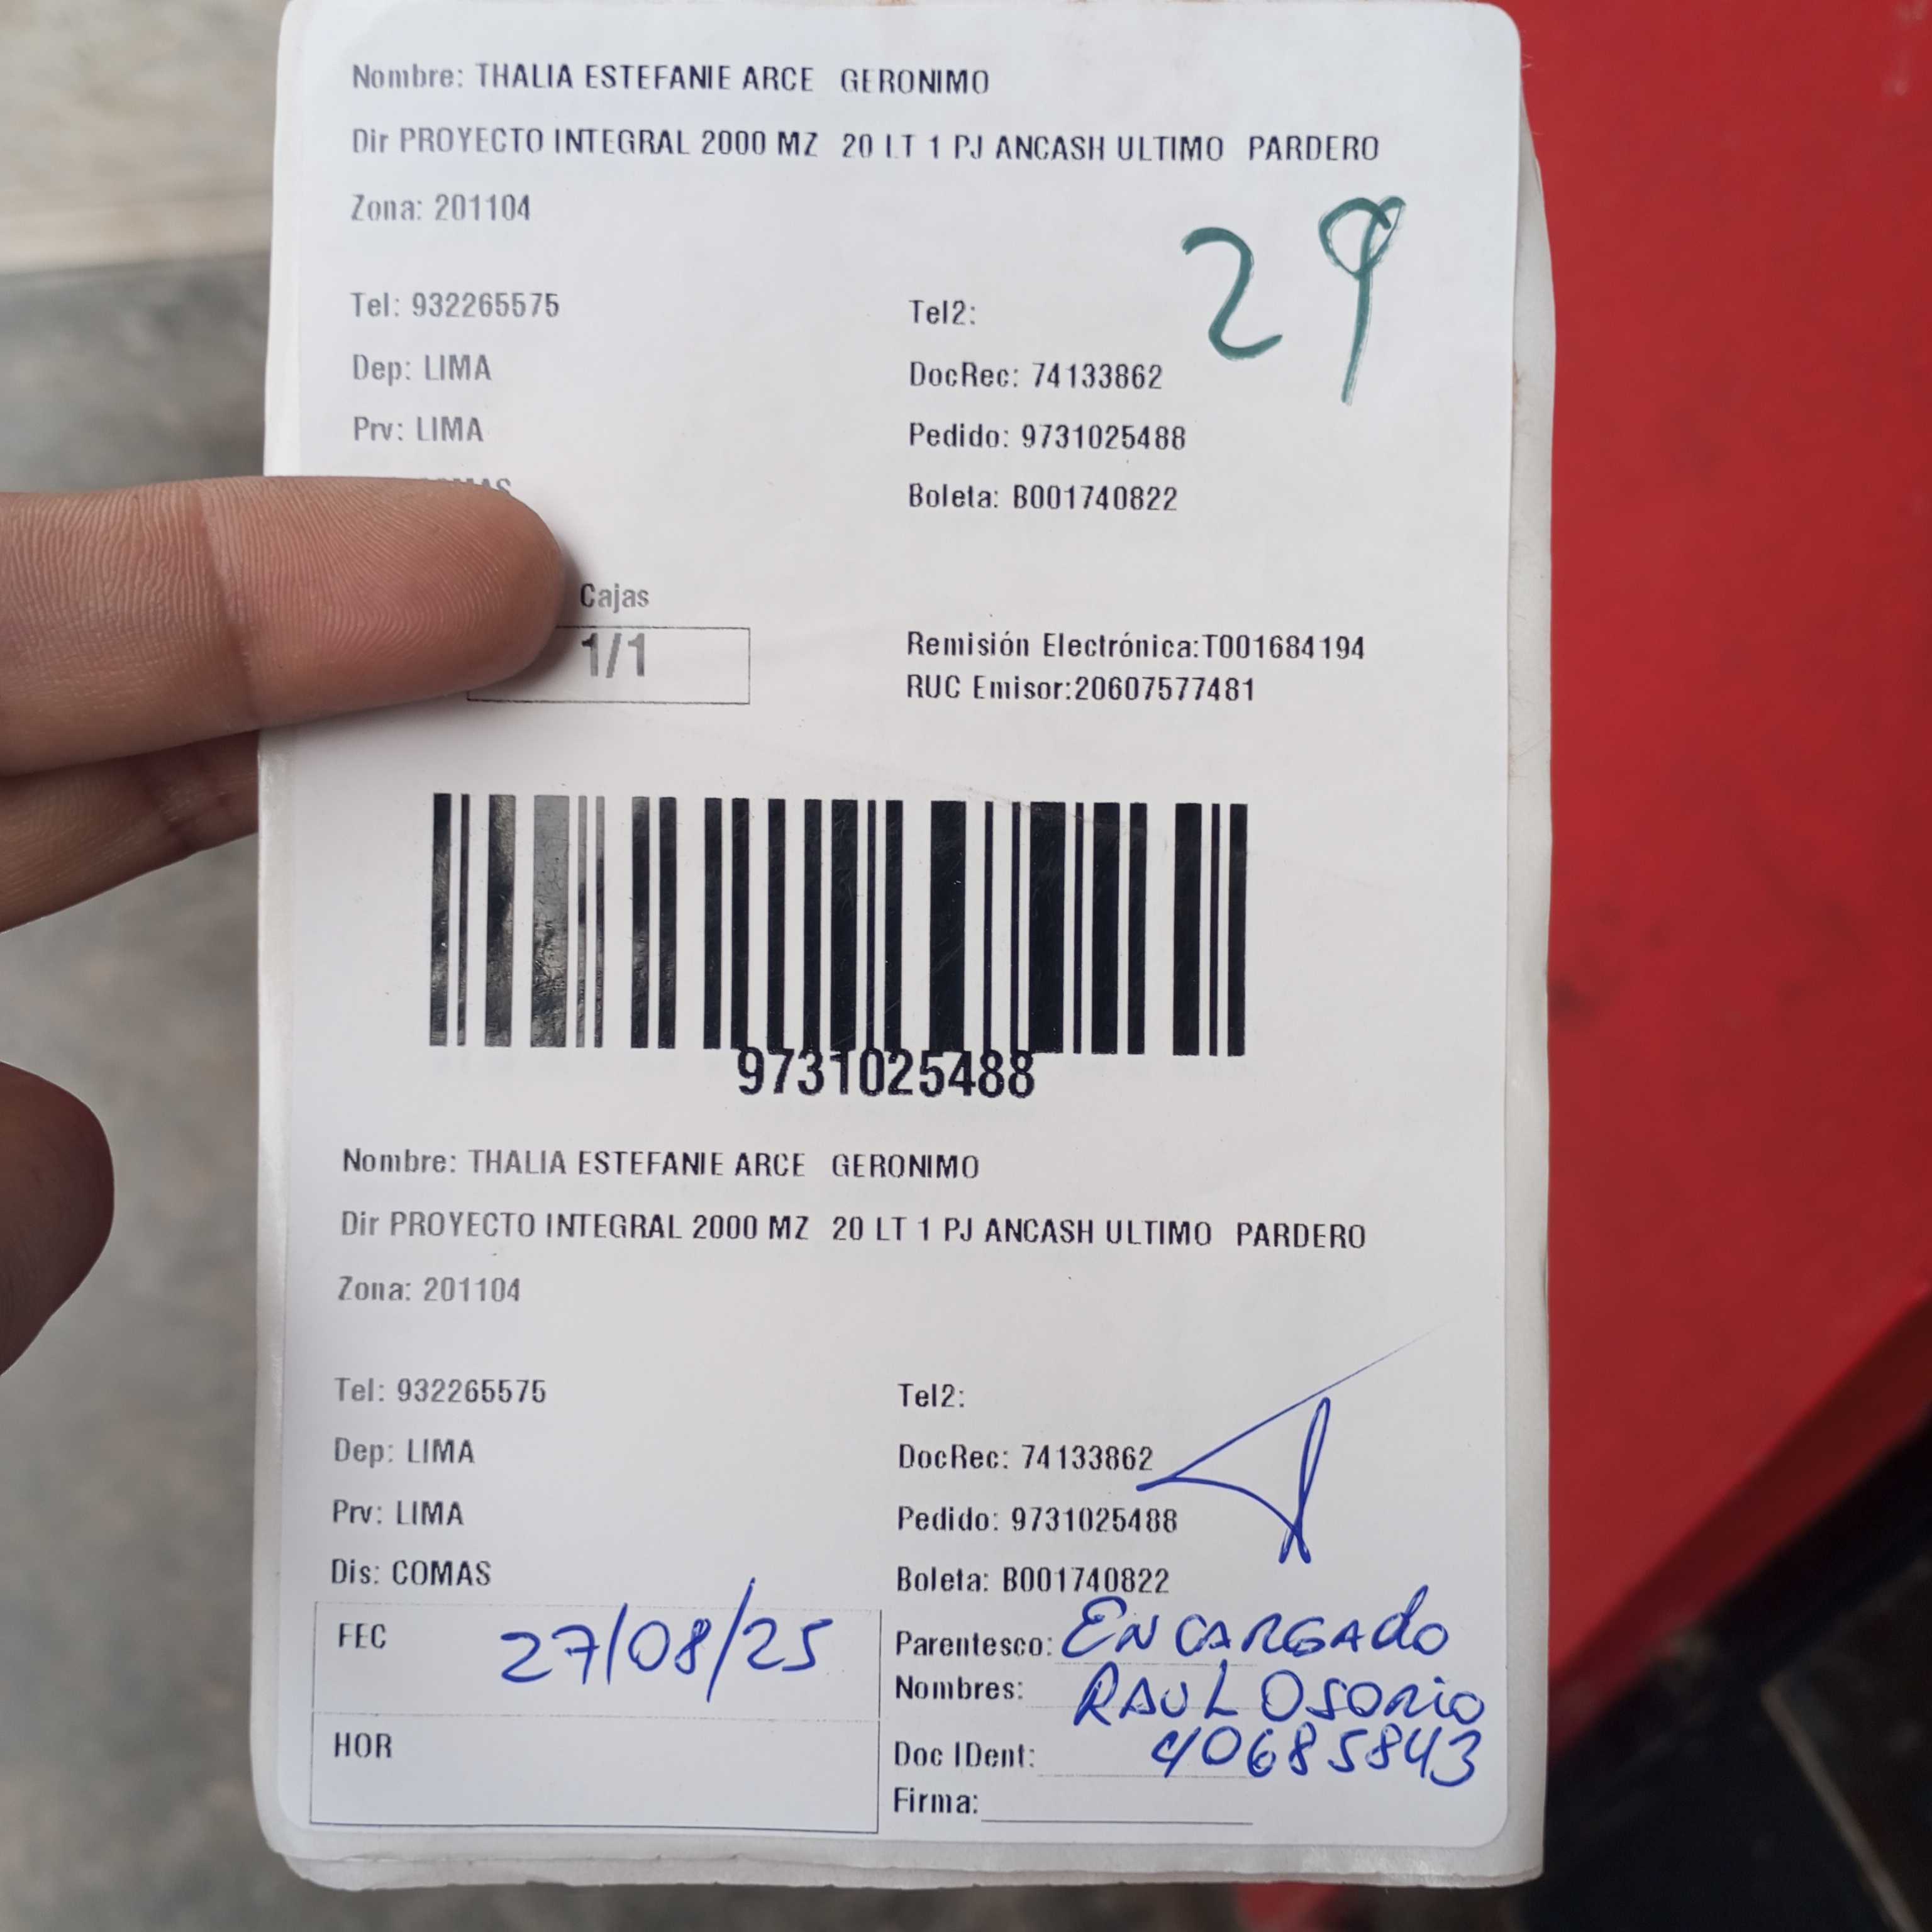 Nombre: THALIA ESTEFANIE ARCE GERONIMO
Dir PROYECTO INTEGRAL 2000 MZ 20 LT 1 PJ ANCASH ULTIMO PARDERO
Zona: 201104
29
Tel: 932265575
Tel2:
Dep: LIMA
DocRec: 74133862
Prv: LIMA
Pedido: 9731025488
Boleta: B001740822
Cajas
1/1
Remisión Electrónica:T001684194
RUC Emisor:20607577481
9731025488
Nombre: THALIA ESTEFANIE ARCE GERONIMO
Dir PROYECTO INTEGRAL 2000 MZ 20 LT 1 PJ ANCASH ULTIMO PARDERO
Zona: 201104
Tel: 932265575
Tel2:
Dep: LIMA
DocRec: 74133862
Prv: LIMA
Pedido: 9731025488
Dis: COMAS
Boleta: B001740822
FEC 27/08/25
Parentesco: ENCARGADO
Nombres: RAUL OSORIO
HOR
Doc IDent: 40685843
Firma: